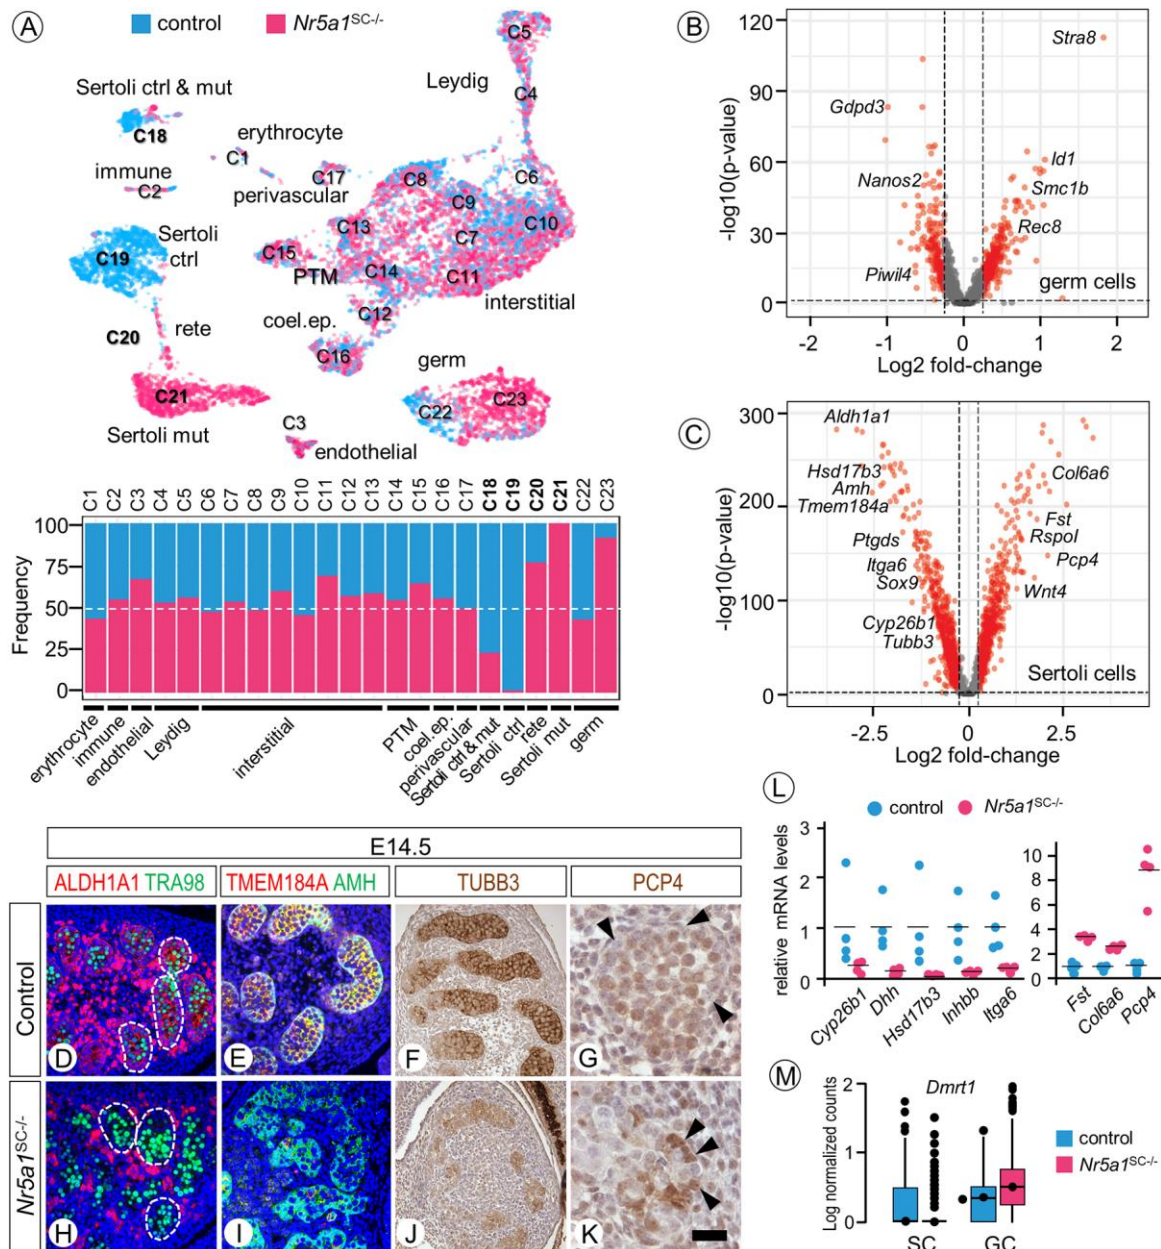 A
control Nr5a1SC-/-
Sertoli ctrl & mut
C18
immune
C2
erythrocyte
C1
C17
perivascular
Leydig
C5
C4
C6
C8
C9
C10
C13
C7
C15
PTM
C14
C11
interstitial
C12
coel.ep.
C16
Sertoli
ctrl
C19
C20
rete
C21
Sertoli mut
germ
C22
C23
C3
endothelial
C1 C2 C3 C4 C5 C6 C7 C8 C9 C10 C11 C12 C13 C14 C15 C16 C17 C18 C19 C20 C21 C22 C23
Frequency
100
75
50
25
0
erythrocyte
immune
endothelial
Leydig
interstitial
PTM
coel.ep.
perivascular
Sertoli ctrl & mut
Sertoli ctrl
rete
Sertoli mut
germ
B
-log10(p-value)
120
90
60
30
0
Stra8
Gdpd3
Id1
Nanos2
Smc1b
Rec8
Piwil4
germ cells
-2 -1 0 1 2
Log2 fold-change
C
-log10(p-value)
300
200
100
0
Aldh1a1
Hsd17b3
Amh
Tmem184a
Col6a6
Fst
Rspol
Ptgds
Pcp4
Itga6
Sox9
Wnt4
Cyp26b1
Tubb3
Sertoli cells
-2.5 0 2.5
Log2 fold-change
E14.5
ALDH1A1 TRA98 TMEM184A AMH TUBB3 PCP4
Control
D E F G
Nr5a1SC-/-
H I J K
L
control Nr5a1SC-/-
relative mRNA levels
3
2
1
0
Cyp26b1 Dhh Hsd17b3 Inhbb Itga6
10
8
6
4
2
0
Fst Col6a6 Pcp4
M
Dmrt1
Log normalized counts
2
1
0
SC GC
control
Nr5a1SC-/-